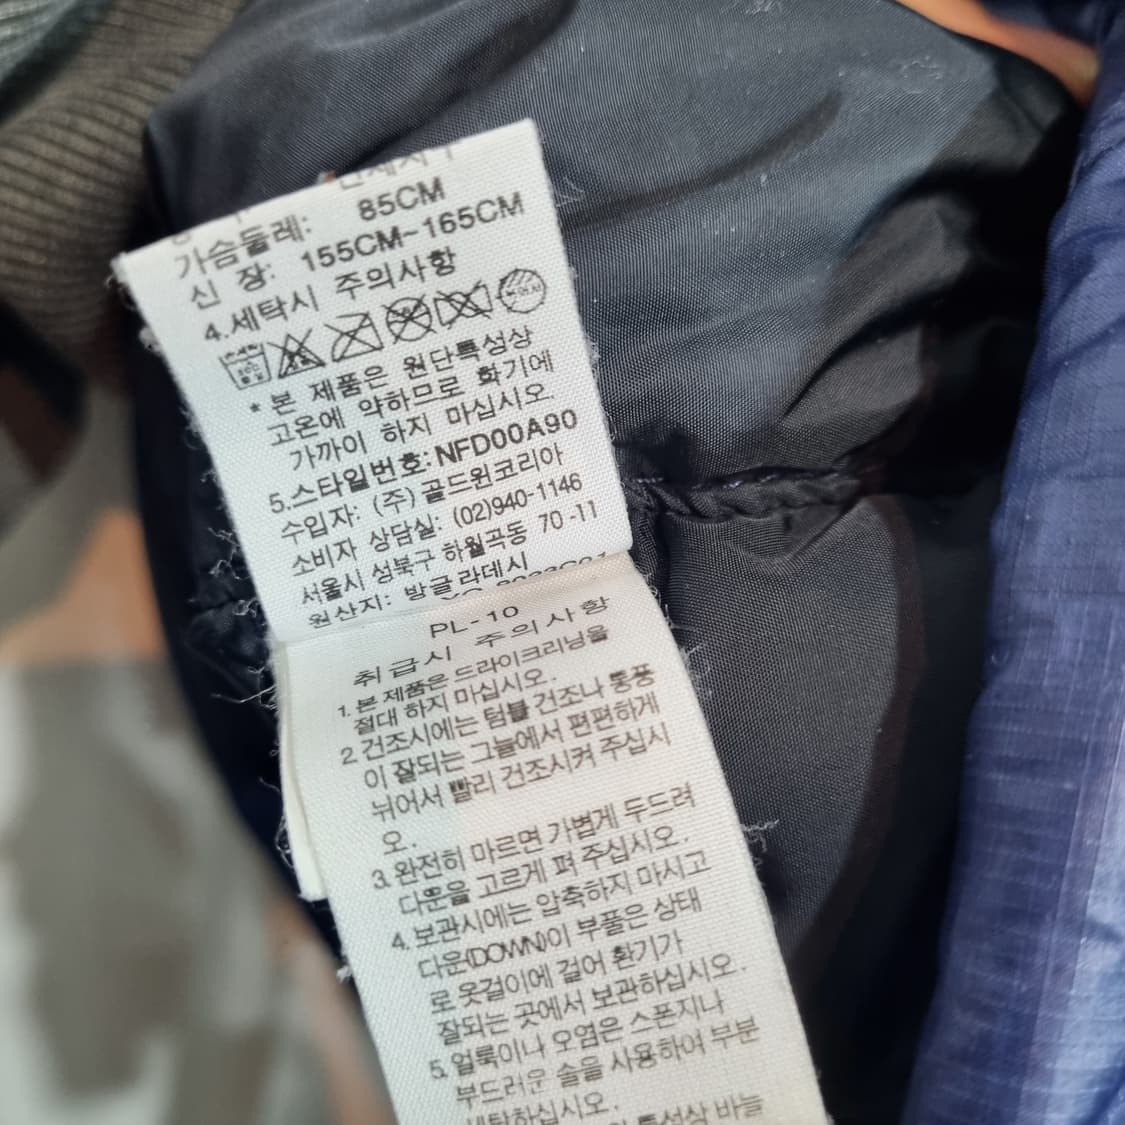 85CM
가슴둘레:
신 장: 155CM~165CM
4.세탁시 주의사항
* 본 제품은 원단특성상
고온에 약하므로 화기에
가까이 하지 마십시오.
5.스타일번호:NFD00A90
수입자: (주) 골드윈코리아
소비자 상담실: (02)940-1146
서울시 성북구 하월곡동 70-11
원산지: 방글라데시
PL-10
취급시 주의사항
1. 본 제품은 드라이크리닝을
절대 하지 마십시오.
2 건조시에는 텀블 건조나 통풍
이 잘되는 그늘에서 편편하게
뉘어서 빨리 건조시켜 주십시
오.
3. 완전히 마르면 가볍게 두드려
다운을 고르게 펴 주십시오.
4. 보관시에는 압축하지 마시고
다운(DOWN)이 부풀은 상태
로 옷걸이에 걸어 환기가
잘되는 곳에서 보관하십시오.
5. 얼룩이나 오염은 스폰지나
부드러운 솔을 사용하여 부분
세탁하십시오.
특성상 바늘